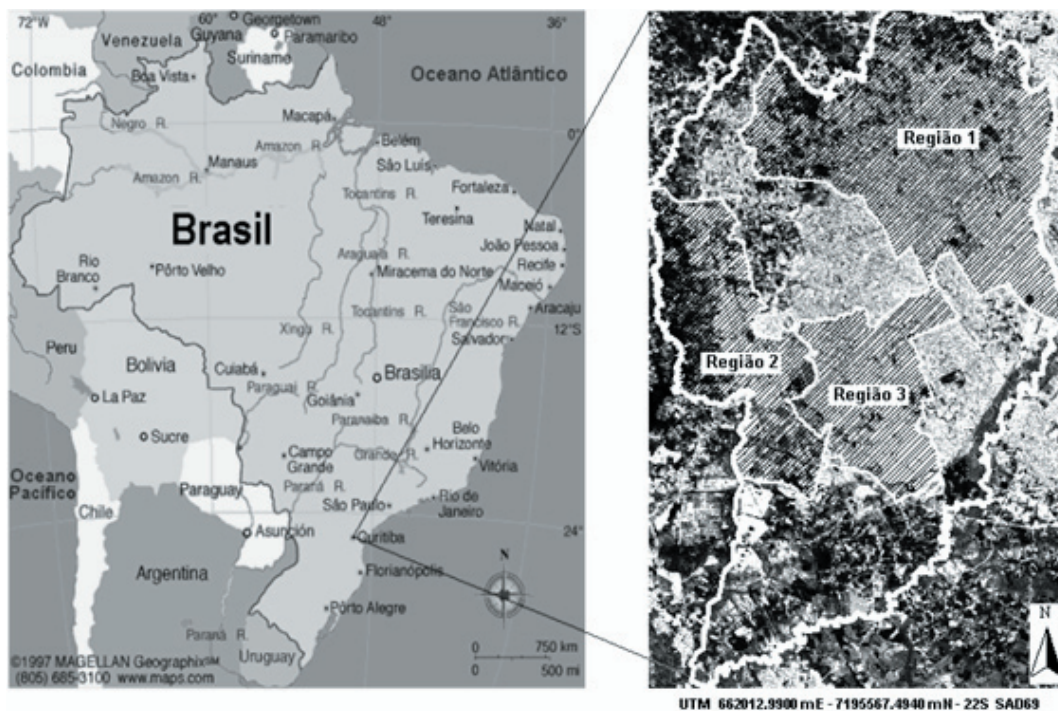 72°W
60°
48°
36°
Georgetown
Venezuela
Guyana
Paramaribo
Suriname
Colombia
Boa Vista
Oceano Atlântico
Negro R.
Macapá
0°
Amazon R.
Belém
Manaus
São Luís
Amazon R.
Tocantins R.
Fortaleza
Teresina
Brasil
Natal
Araguaia R.
João Pessoa
Rio
Branco
Pôrto Velho
Miracema do Norte
Recife
Maceió
Tocantins R.
São
Francisco R.
Aracaju
12°S
Xingu R.
Salvador
Peru
Bolivia
Cuiabá
Brasilia
Paraguai R.
La Paz
Goiânia
Paranaiba R.
Belo
Horizonte
Sucre
Campo
Grande
Grande R.
Vitória
Oceano
Pacífico
Paraguay
Paraná R.
São Paulo
Rio de
Janeiro
Chile
Asunción
24°
Curitiba
Argentina
Florianópolis
N
Pôrto Alegre
Paraná R.
0 750 km
0 500 mi
Uruguay
©1997 MAGELLAN Geographix℠
(805) 685-3100 www.maps.com
Região 1
Região 2
Região 3
N
UTM 662012.9900 mE - 7195567.4940 mN - 22S SAD69